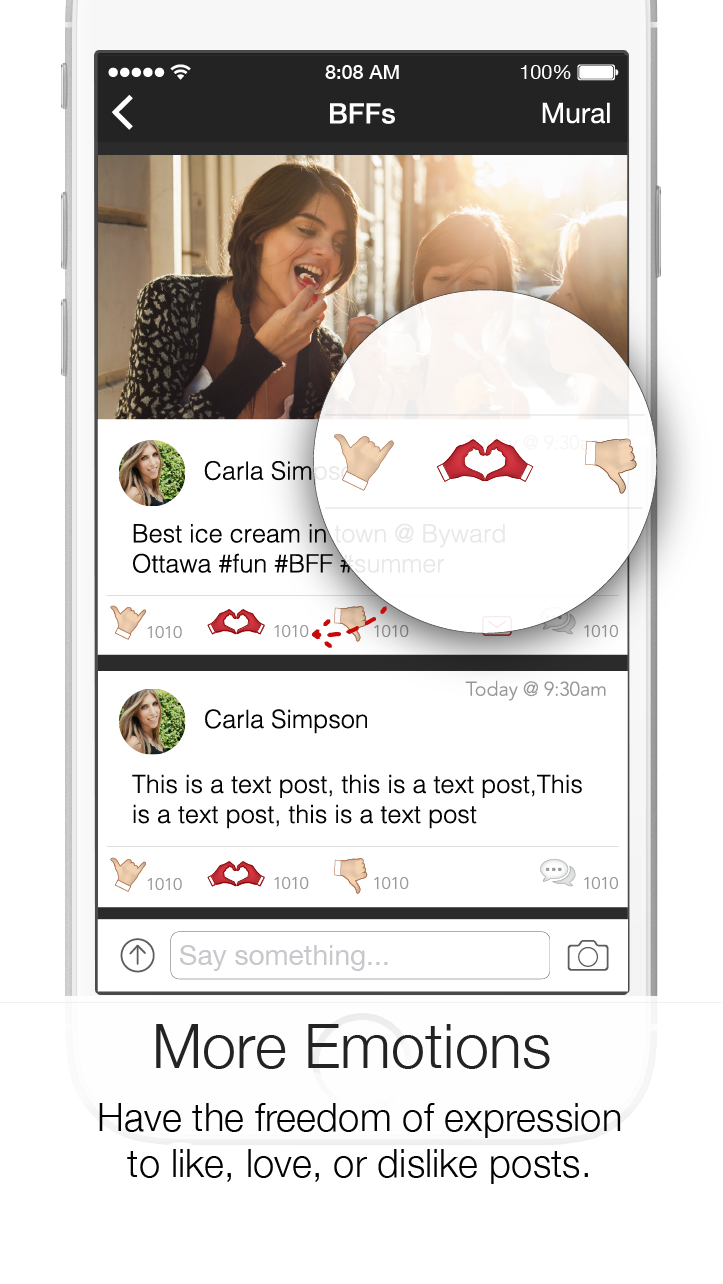 8:08 AM
100%
BFFs
Mural
@ 9:30am
Carla Simpson
Best ice cream in town @ Byward
Ottawa #fun #BFF #summer
1010 1010 1010 1010
Today @ 9:30am
Carla Simpson
This is a text post, this is a text post,This
is a text post, this is a text post
1010 1010 1010 1010
Say something...
More Emotions
Have the freedom of expression
to like, love, or dislike posts.